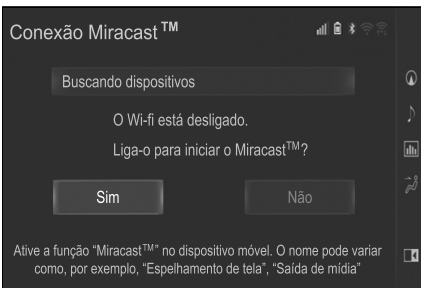 Conexão Miracast™
Buscando dispositivos
O Wi-fi está desligado.
Liga-o para iniciar o Miracast™?
Sim
Não
Ative a função “Miracast™” no dispositivo móvel. O nome pode variar
como, por exemplo, “Espelhamento de tela”, “Saída de mídia”